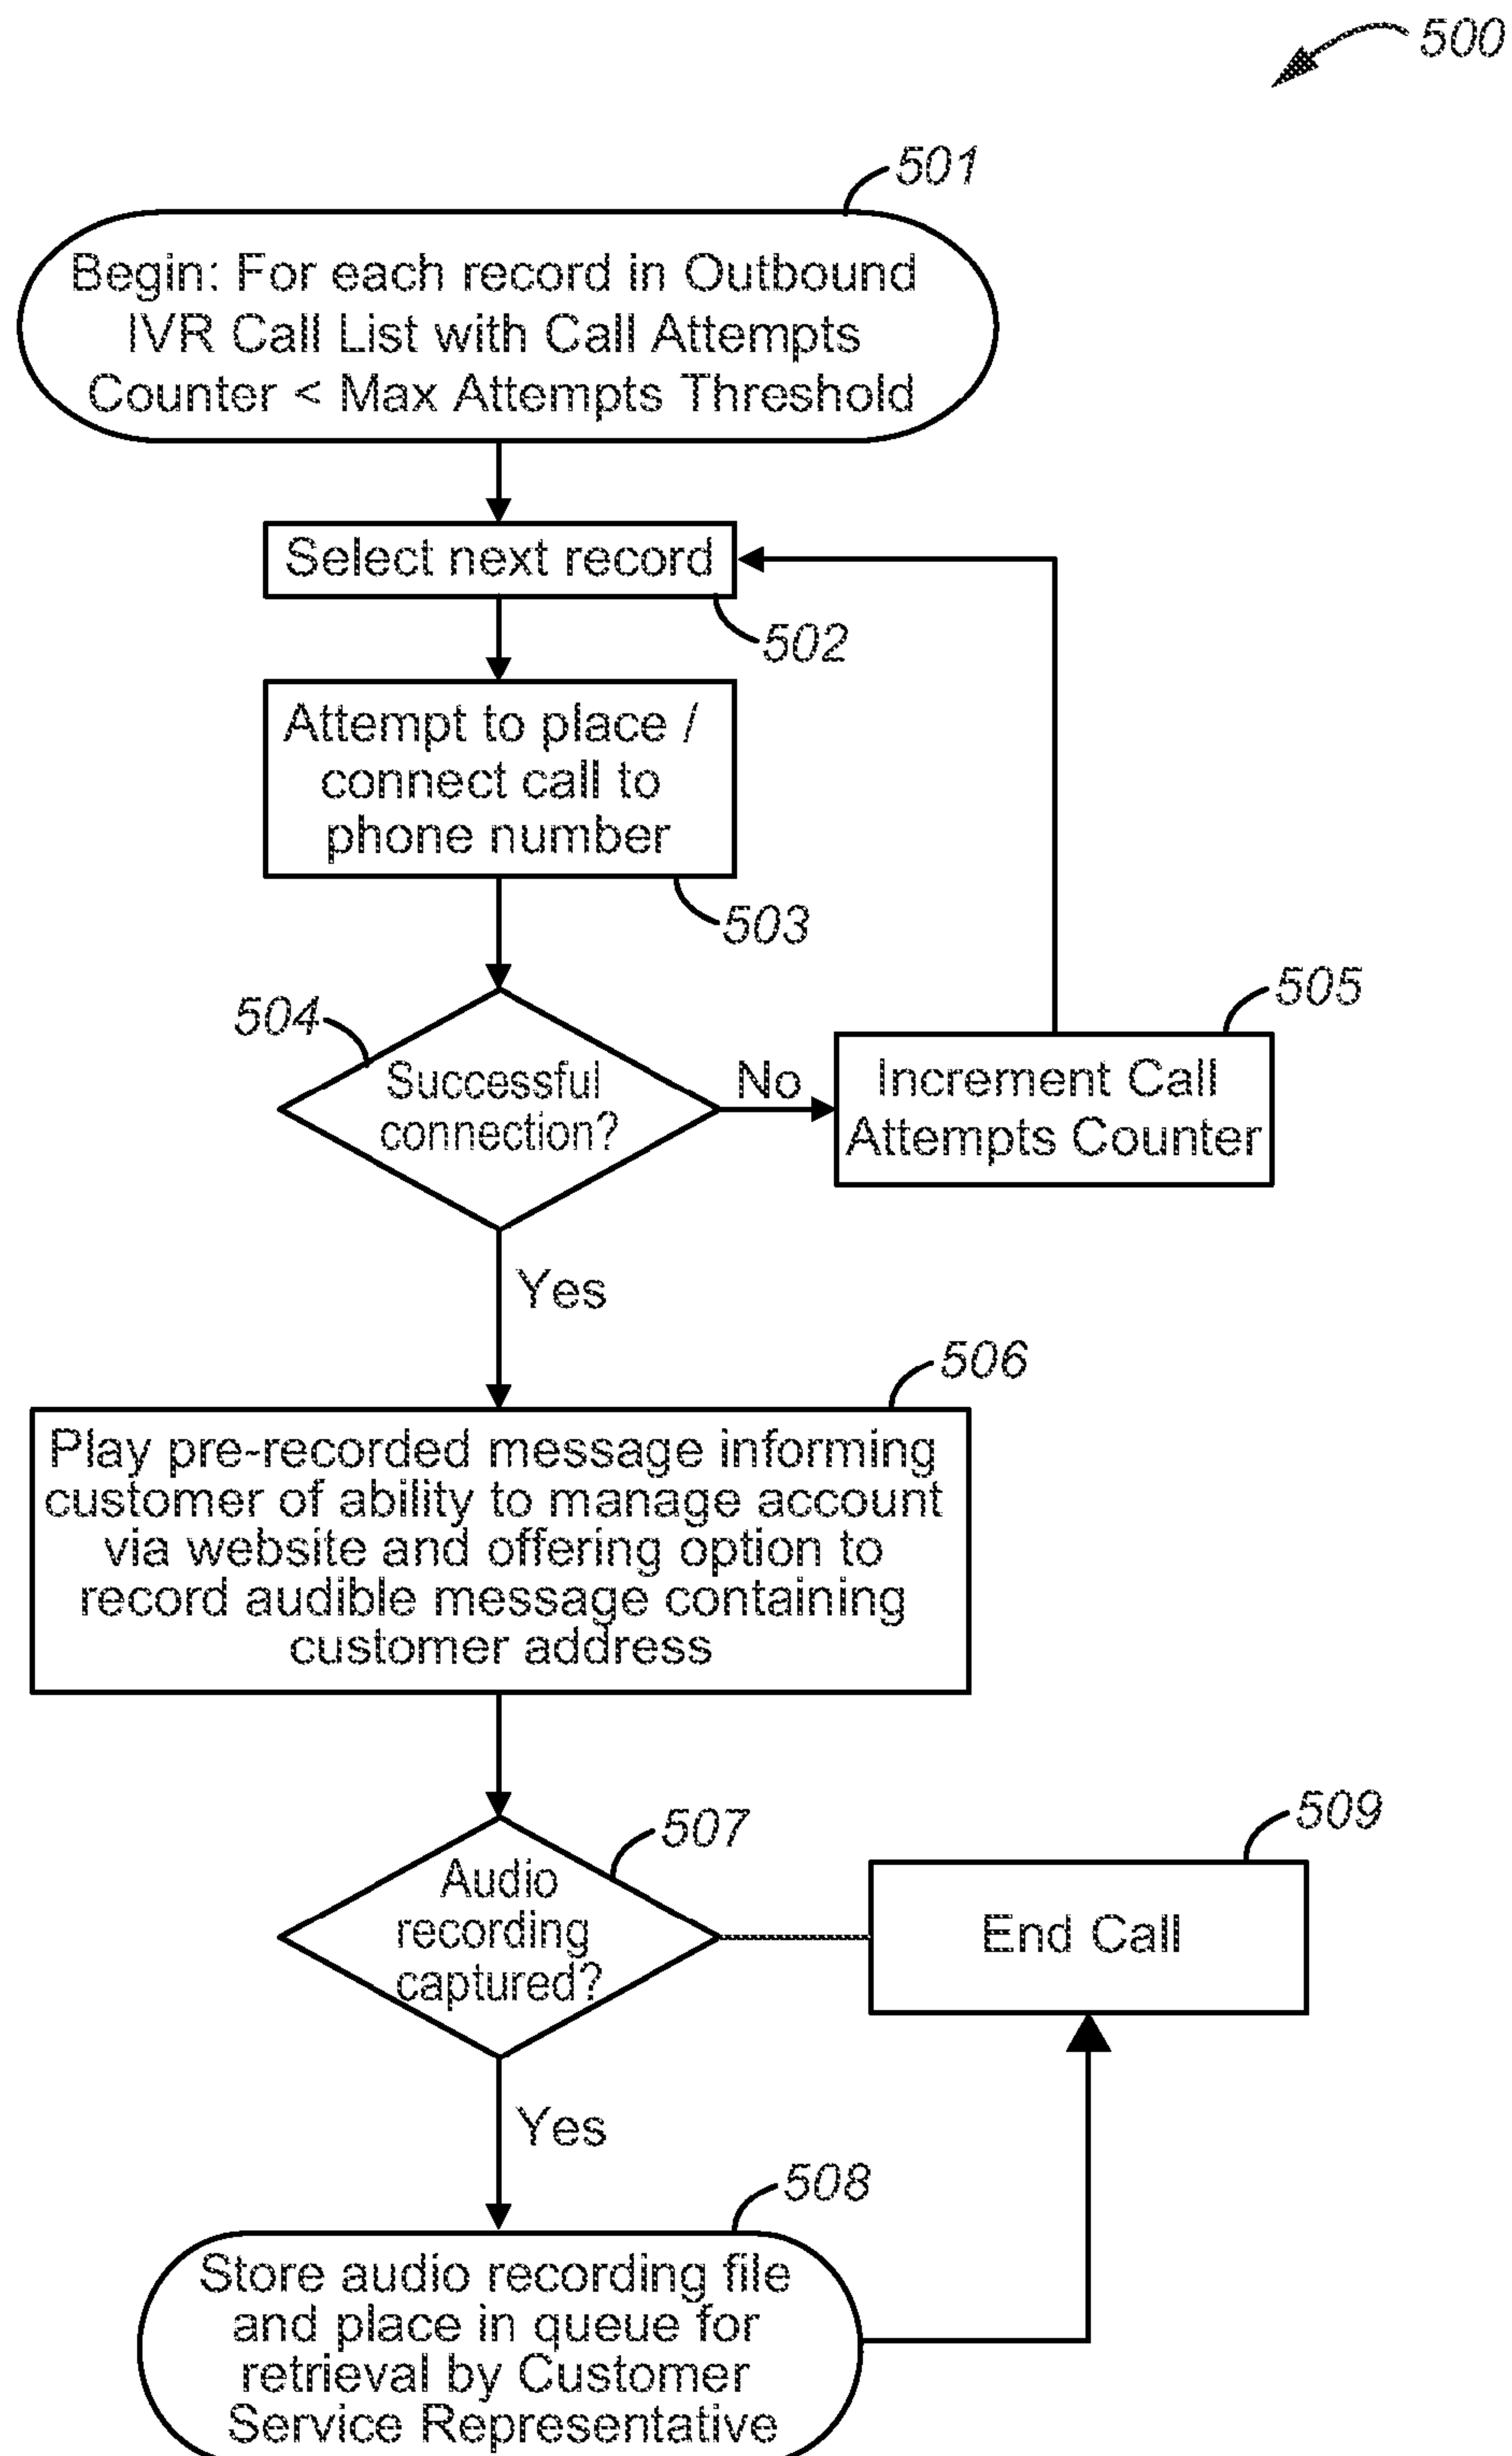 500
501
Begin: For each record in Outbound
IVR Call List with Call Attempts
Counter < Max Attempts Threshold
Select next record
502
Attempt to place /
connect call to
phone number
503
504
Successful
connection?
No
505
Increment Call
Attempts Counter
Yes
506
Play pre-recorded message informing
customer of ability to manage account
via website and offering option to
record audible message containing
customer address
507
Audio
recording
captured?
509
End Call
Yes
508
Store audio recording file
and place in queue for
retrieval by Customer
Service Representative